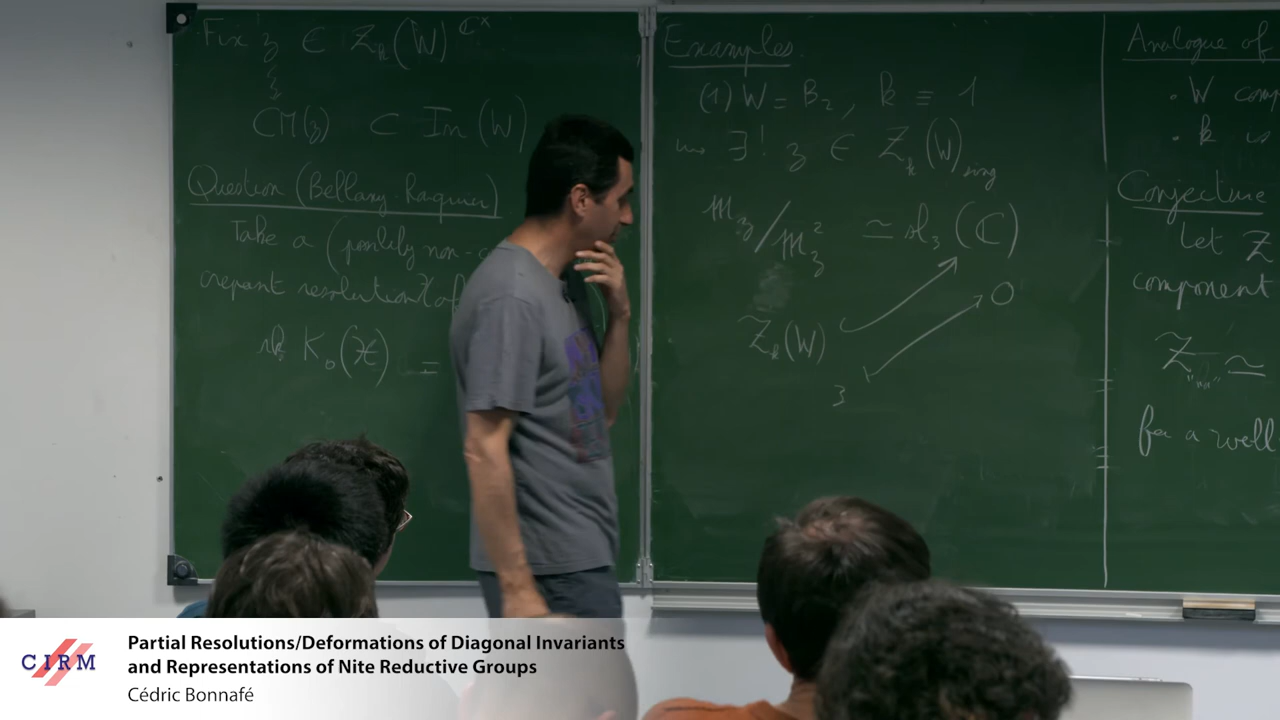 Fix z ∈ Z_k(W)^{C^×}
CM(z) ⊂ Irr(W)
Question (Bellamy-Raquier)
Take a (possibly non-c
crepant resolution X of
K_0(X) =
Examples.
(1) W = B_2, k ≡ 1
∃! z ∈ Z_k(W)_{sing}
m_z/m_z^2 ≃ sl_3(C)
Z_k(W)
0
z
Analogue of
• W com
• k is
Conjecture
Let Z
component
≃
for a well
CIRM
Partial Resolutions/Deformations of Diagonal Invariants
and Representations of Nite Reductive Groups
Cédric Bonnafé